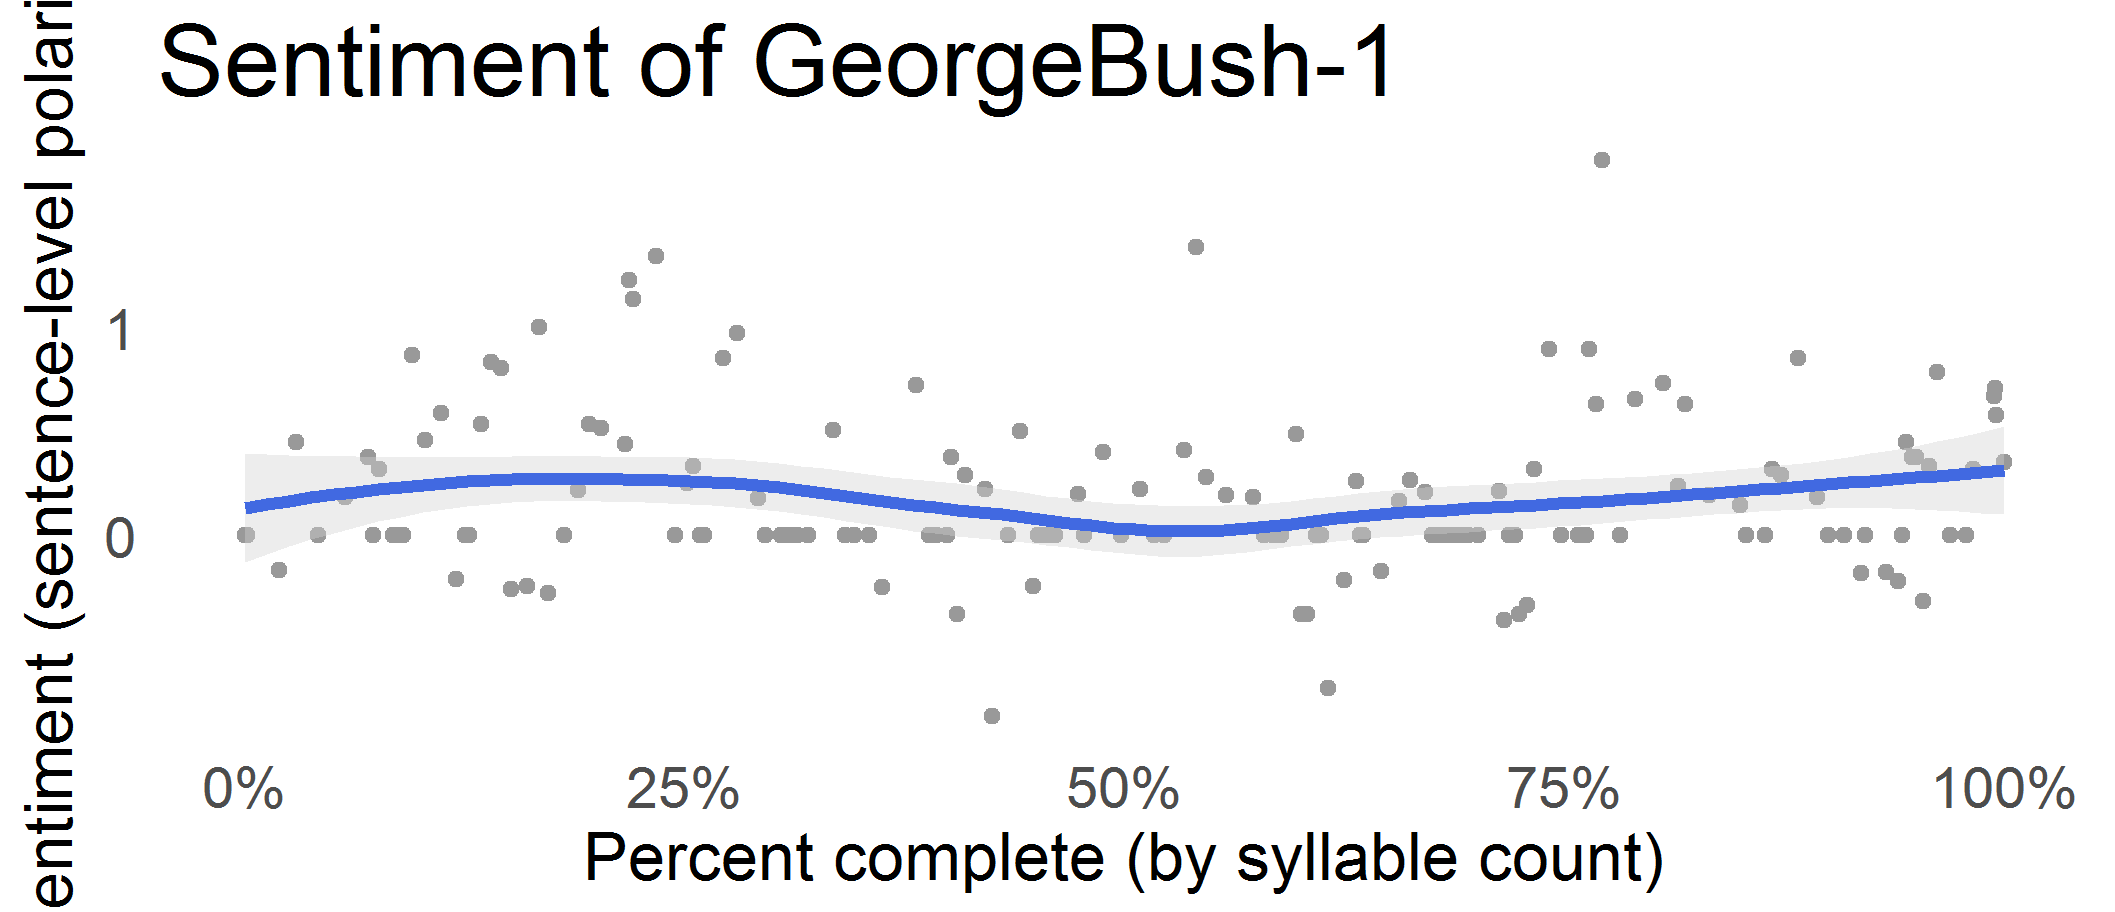 Sentiment of GeorgeBush-1
entiment (sentence-level polari
1
0
0%
25%
50%
75%
100%
Percent complete (by syllable count)